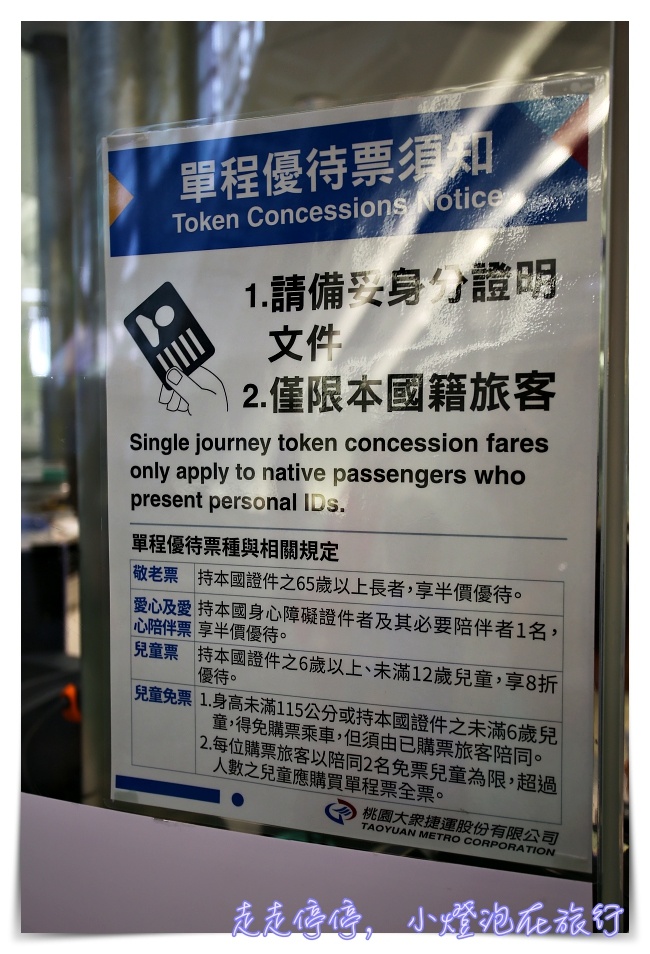 單程優待票須知
Token Concessions Notice
1.請備妥身分證明
文件
2.僅限本國籍旅客
Single journey token concession fares
only apply to native passengers who
present personal IDs.
單程優待票種與相關規定
敬老票
持本國證件之65歲以上長者，享半價優待。
愛心及愛
心陪伴票
持本國身心障礙證件者及其必要陪伴者1名，
享半價優待。
兒童票
持本國證件之6歲以上、未滿12歲兒童，享8折
優待。
兒童免票
1.身高未滿115公分或持本國證件之未滿6歲兒
童，得免購票乘車，但須由已購票旅客陪同。
2.每位購票旅客以陪同2名免票兒童為限，超過
人數之兒童應購買單程票全票。
桃園大眾捷運股份有限公司
TAOYUAN METRO CORPORATION
走走停停，小燈泡在旅行